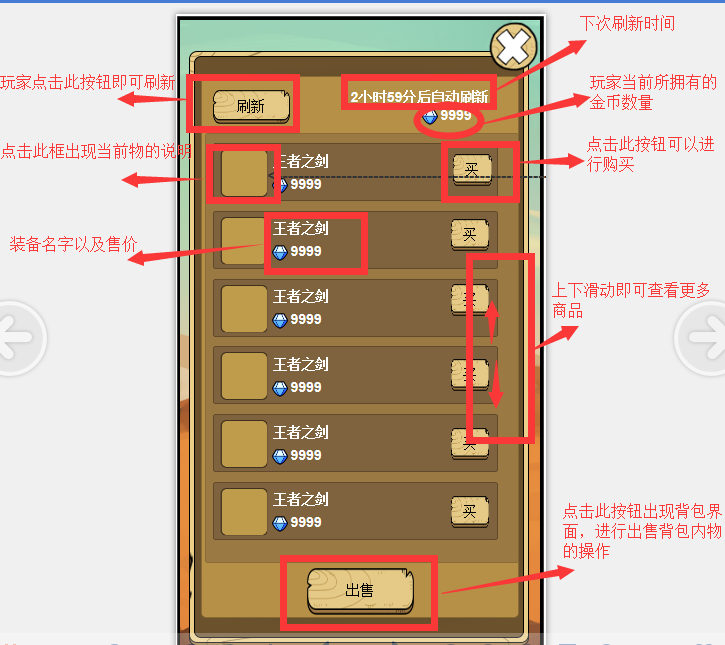 下次刷新时间
玩家点击此按钮即可刷新
玩家当前所拥有的
金币数量
刷新
2小时59分后自动刷新
9999
点击此框出现当前物的说明
点击此按钮可以进
行购买
王者之剑
9999
买
装备名字以及售价
王者之剑
9999
买
上下滑动即可查看更多
商品
王者之剑
9999
买
王者之剑
9999
买
王者之剑
9999
买
王者之剑
9999
买
点击此按钮出现背包界
面，进行出售背包内物
的操作
出售